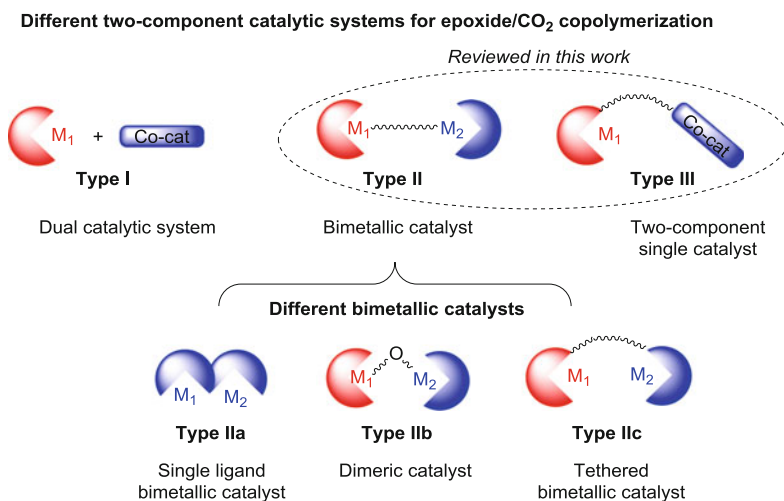 Different two-component catalytic systems for epoxide/CO₂ copolymerization
Reviewed in this work
M₁ + Co-cat
M₁ M₂
M₁ Co-cat
Type I
Type II
Type III
Dual catalytic system
Bimetallic catalyst
Two-component
single catalyst
Different bimetallic catalysts
M₁ M₂
O
M₁ M₂
M₁ M₂
Type IIa
Type IIb
Type IIc
Single ligand
bimetallic catalyst
Dimeric catalyst
Tethered
bimetallic catalyst